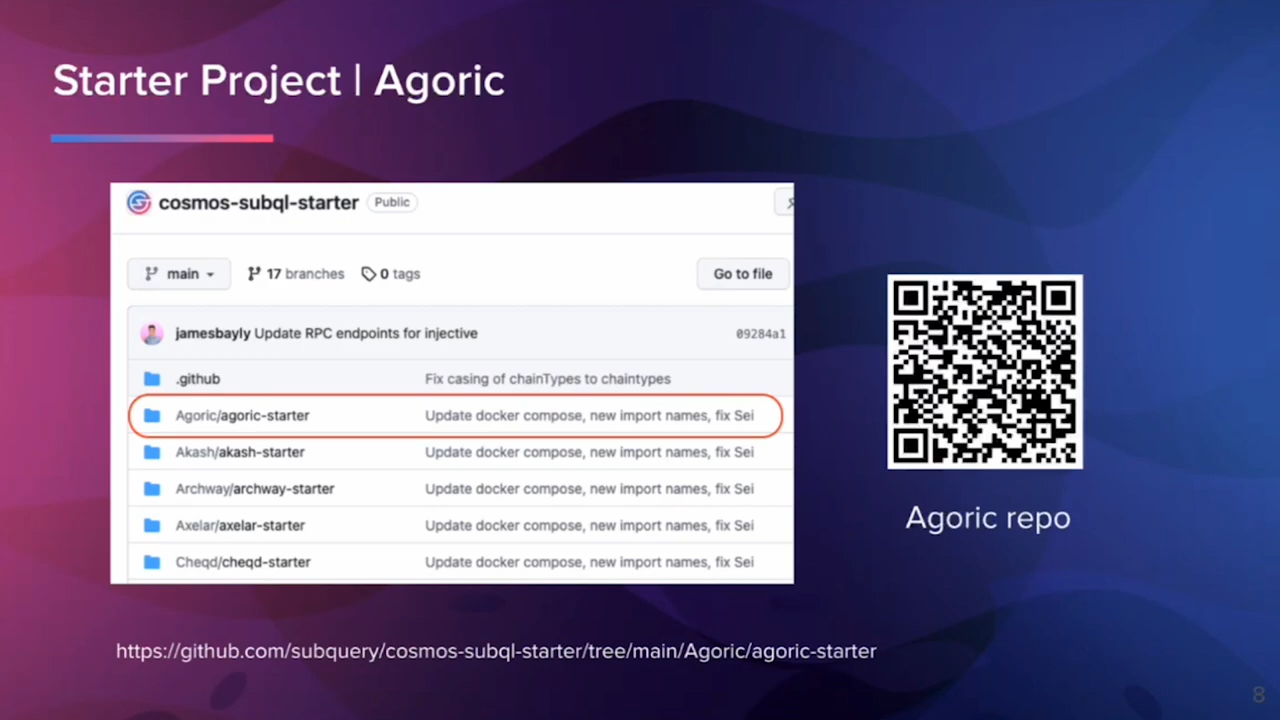 Starter Project | Agoric
cosmos-subql-starter Public
main 17 branches 0 tags Go to file
jamesbayly Update RPC endpoints for injective 09284a1
.github Fix casing of chainTypes to chaintypes
Agoric/agoric-starter Update docker compose, new import names, fix Sei
Akash/akash-starter Update docker compose, new import names, fix Sei
Archway/archway-starter Update docker compose, new import names, fix Sei
Axelar/axelar-starter Update docker compose, new import names, fix Sei
Cheqd/cheqd-starter Update docker compose, new import names, fix Sei
Agoric repo
https://github.com/subquery/cosmos-subql-starter/tree/main/Agoric/agoric-starter
8